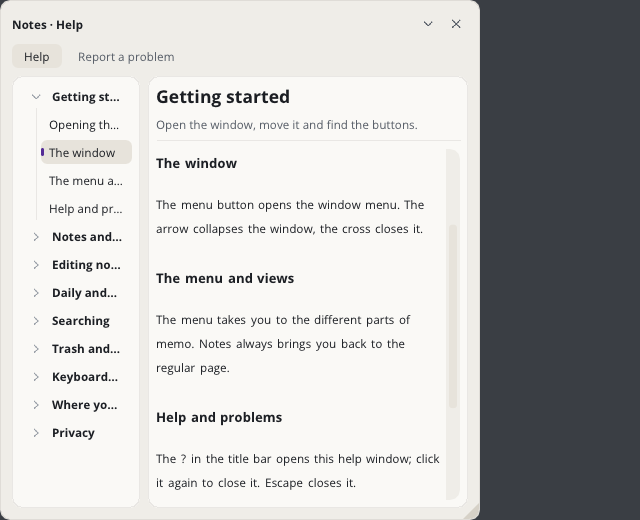 Notes · Help
Help
Report a problem
Getting st...
Opening th...
The window
The menu a...
Help and pr...
Notes and...
Editing no...
Daily and...
Searching
Trash and...
Keyboard...
Where yo...
Privacy
Getting started
Open the window, move it and find the buttons.
The window
The menu button opens the window menu. The
arrow collapses the window, the cross closes it.
The menu and views
The menu takes you to the different parts of
memo. Notes always brings you back to the
regular page.
Help and problems
The ? in the title bar opens this help window; click
it again to close it. Escape closes it.